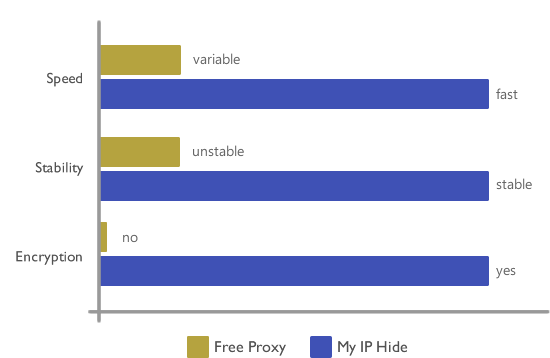 Speed
variable
fast
Stability
unstable
stable
Encryption
no
yes
Free Proxy
My IP Hide